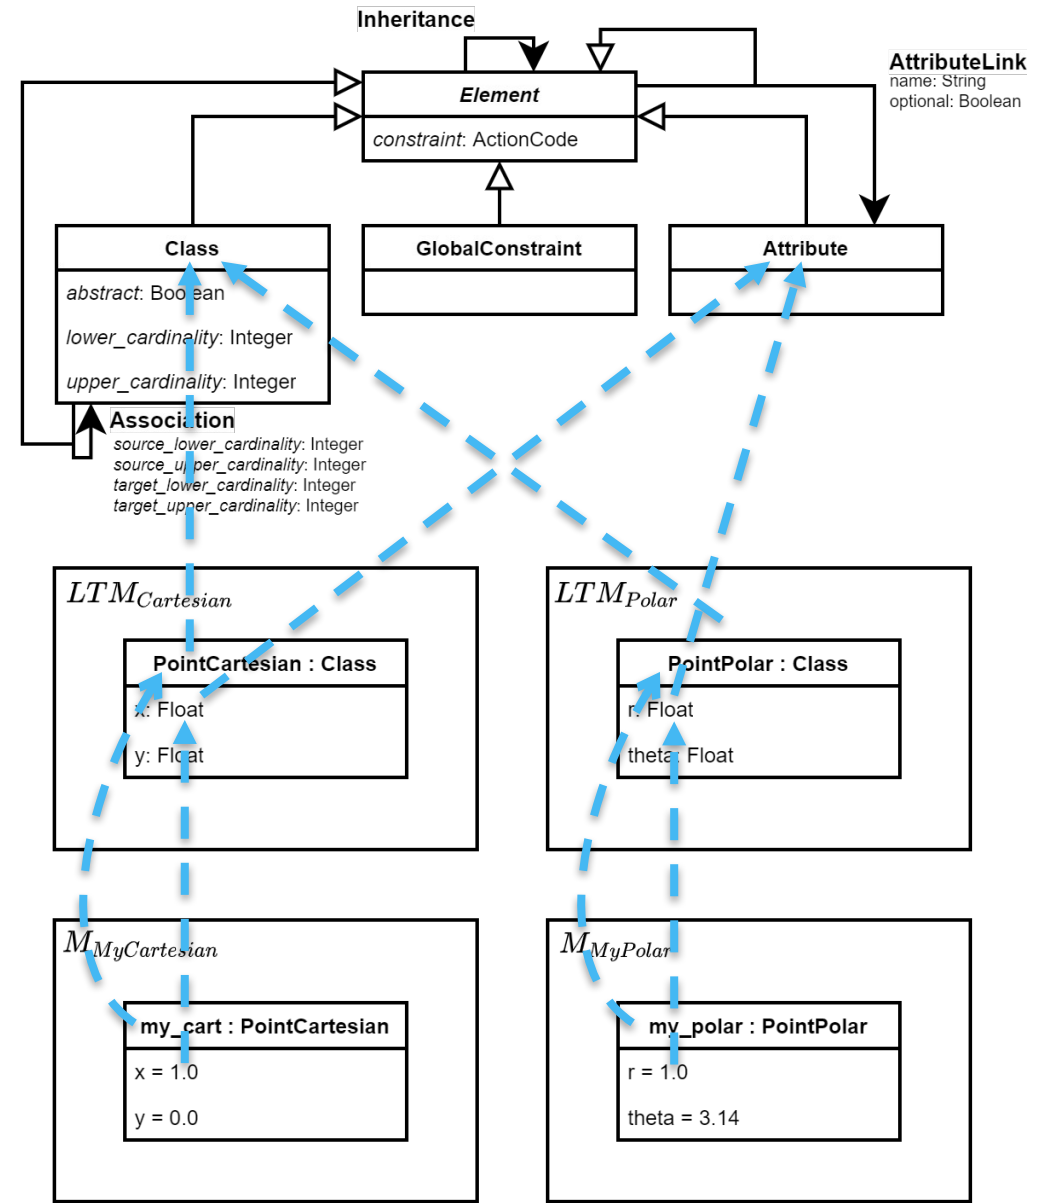 Inheritance
AttributeLink
name: String
optional: Boolean
Element
constraint: ActionCode
Class
abstract: Boolean
lower_cardinality: Integer
upper_cardinality: Integer
GlobalConstraint
Attribute
Association
source_lower_cardinality: Integer
source_upper_cardinality: Integer
target_lower_cardinality: Integer
target_upper_cardinality: Integer
LTM_Cartesian
PointCartesian : Class
x: Float
y: Float
LTM_Polar
PointPolar : Class
r: Float
theta: Float
M_MyCartesian
my_cart : PointCartesian
x = 1.0
y = 0.0
M_MyPolar
my_polar : PointPolar
r = 1.0
theta = 3.14